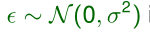 ϵ ∼ 𝒩(0, σ²) i